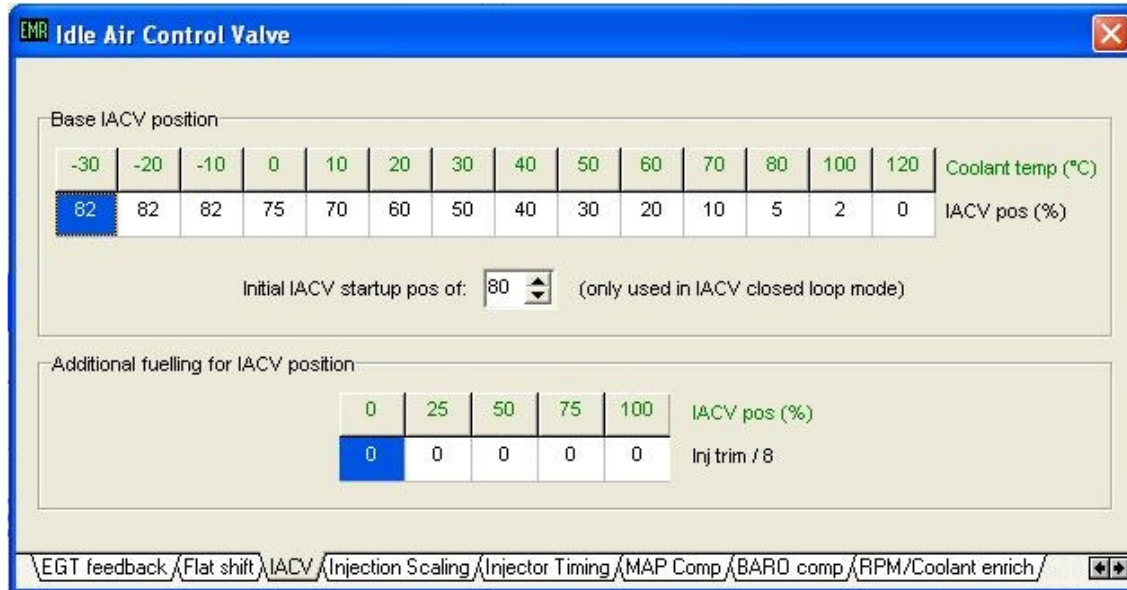 EMR Idle Air Control Valve
Base IACV position
-30 -20 -10 0 10 20 30 40 50 60 70 80 100 120 Coolant temp (°C)
82 82 82 75 70 60 50 40 30 20 10 5 2 0 IACV pos (%)
Initial IACV startup pos of: 80 (only used in IACV closed loop mode)
Additional fuelling for IACV position
0 25 50 75 100 IACV pos (%)
0 0 0 0 0 Inj trim / 8
EGT feedback Flat shift IACV Injection Scaling Injector Timing MAP Comp BARO comp RPM/Coolant enrich